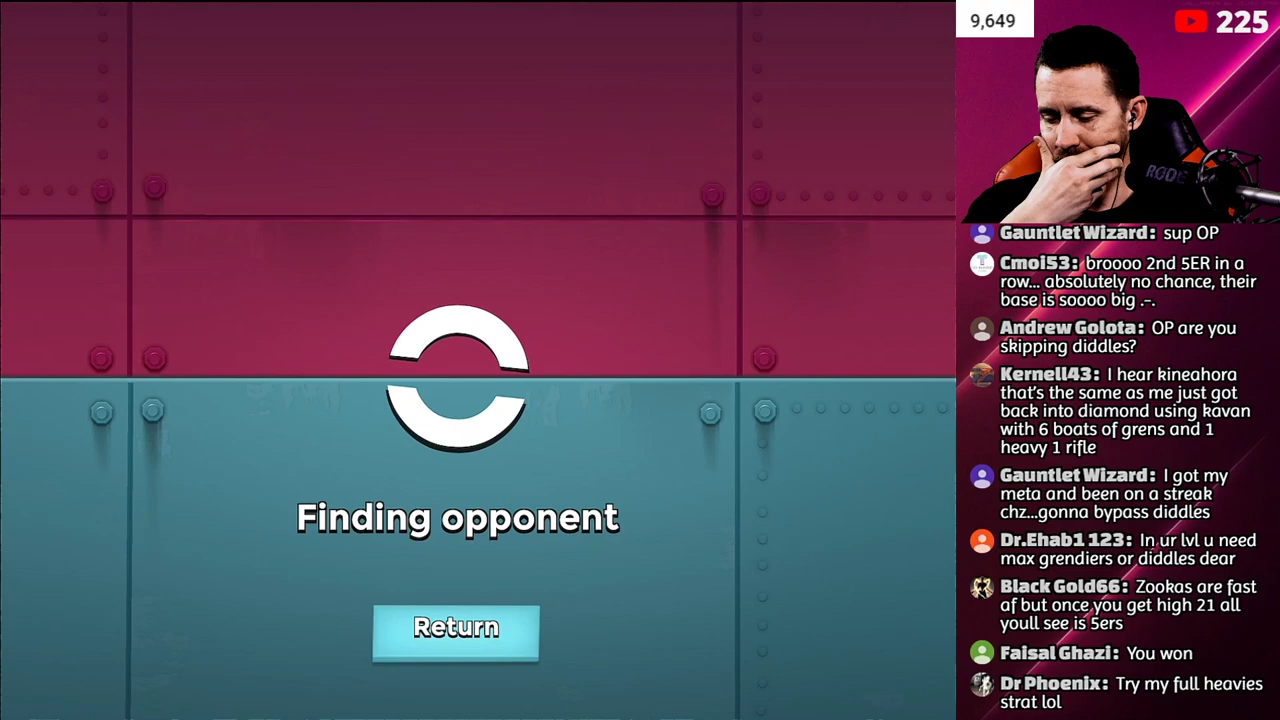 9,649
225
RODE
Finding opponent
Return
Gauntlet Wizard: sup OP
Cmoi53: broooo 2nd 5ER in a
row... absolutely no chance, their
base is soooo big .-.
Andrew Golota: OP are you
skipping diddles?
Kernell43: I hear kineahora
that's the same as me just got
back into diamond using kavan
with 6 boats of grens and 1
heavy 1 rifle
Gauntlet Wizard: I got my
meta and been on a streak
chz...gonna bypass diddles
Dr.Ehab1 123: In ur lvl u need
max grendiers or diddles dear
Black Gold66: Zookas are fast
af but once you get high 21 all
youll see is 5ers
Faisal Ghazi: You won
Dr Phoenix: Try my full heavies
strat lol